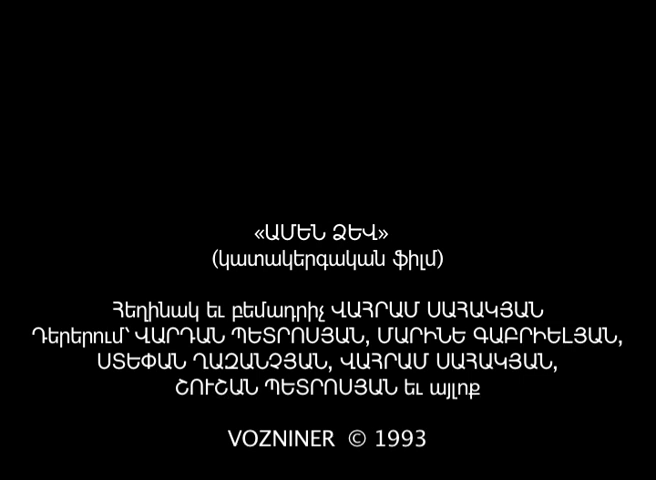 «ԱՄԵՆ ՁԵՎ»
(կատակերգական ֆիլմ)
Հեղինակ եւ բեմադրիչ ՎԱՀՐԱՄ ՍԱՀԱԿՅԱՆ
Դերերում՝ ՎԱՐԴԱՆ ՊԵՏՐՈՍՅԱՆ, ՄԱՐԻՆԵ ԳԱԲՐԻԵԼՅԱՆ,
ՍՏԵՓԱՆ ՂԱԶԱՆՉՅԱՆ, ՎԱՀՐԱՄ ՍԱՀԱԿՅԱՆ,
ՇՈՒՇԱՆ ՊԵՏՐՈՍՅԱՆ եւ այլոք
VOZNINER © 1993